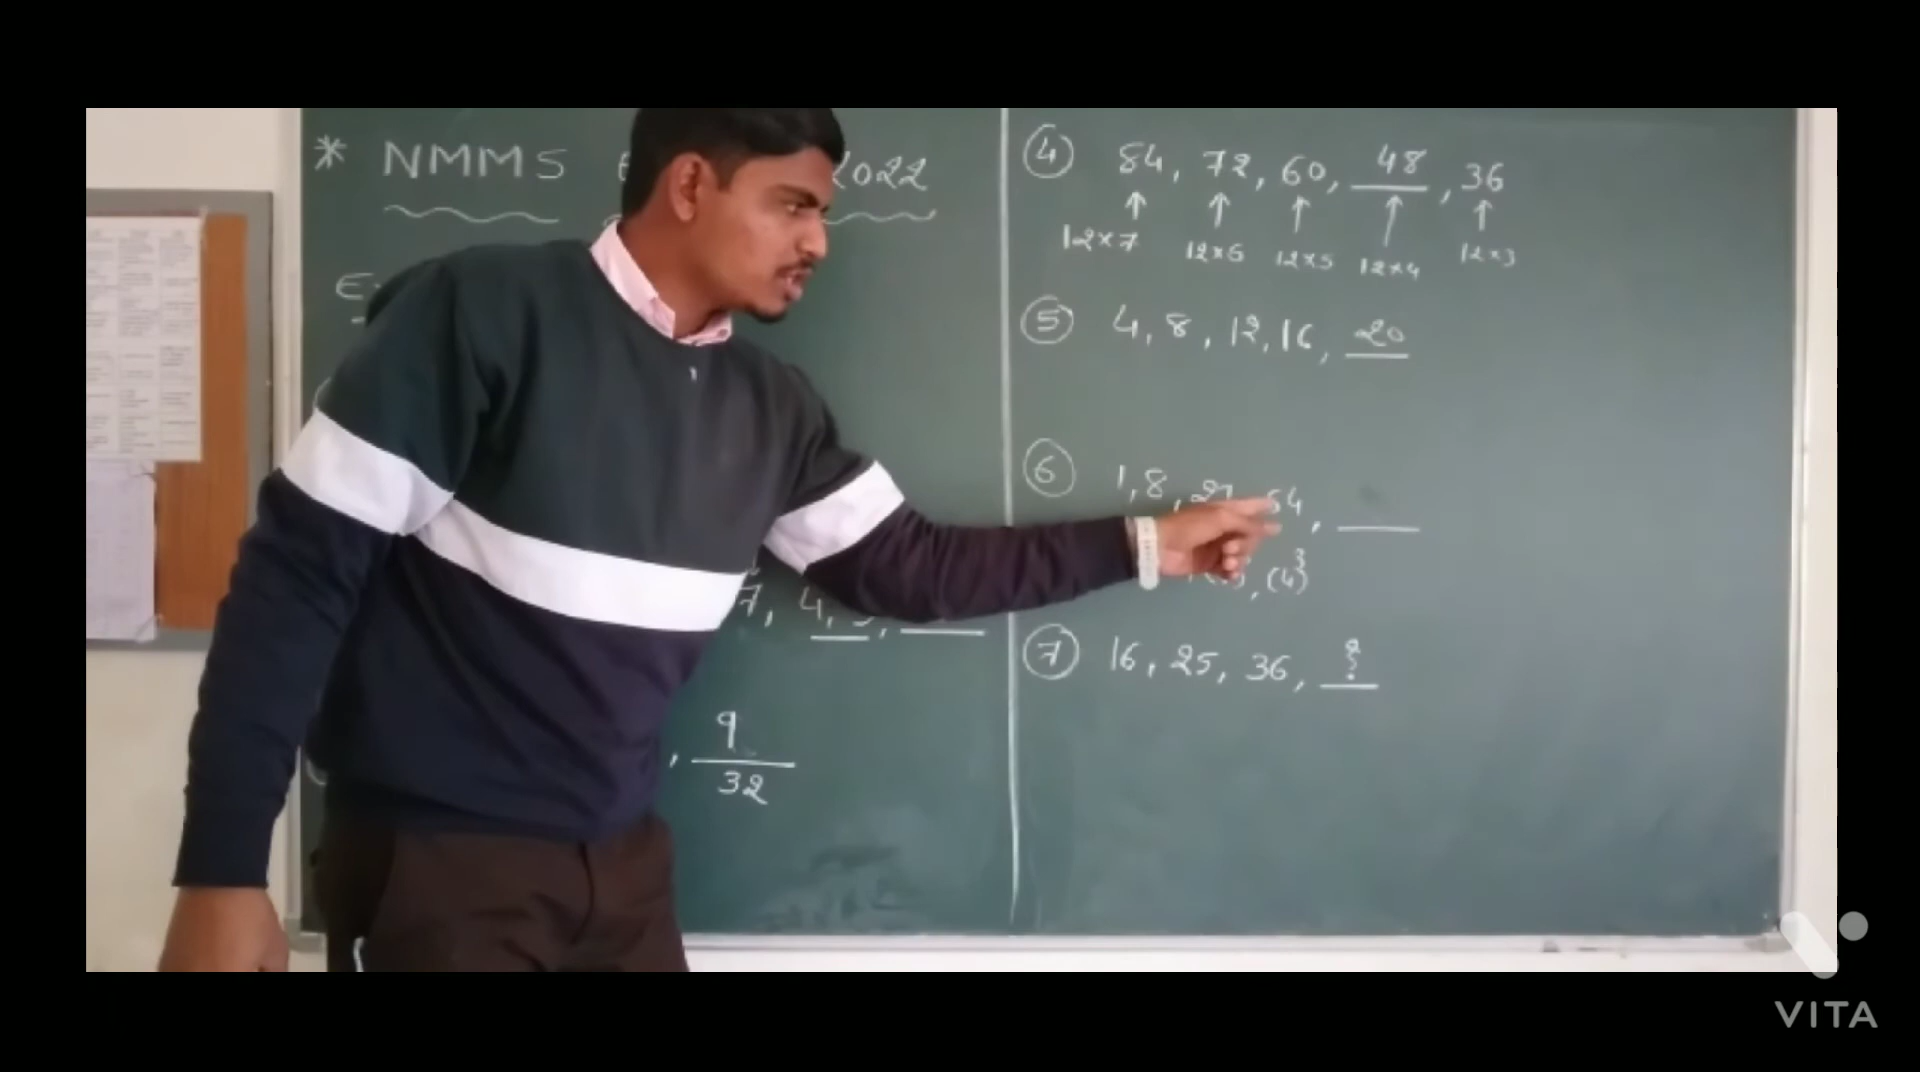 * NMMS 2022
7, 4,
, 9
32
④ 84, 72, 60, 48, 36
↑ ↑ ↑ ↑ ↑
12×7 12×6 12×5 12×4 12×3
⑤ 4, 8, 12, 16, 20
⑥ 1, 8, 27, 64, ___
, (4)³
⑦ 16, 25, 36, ?
VITA